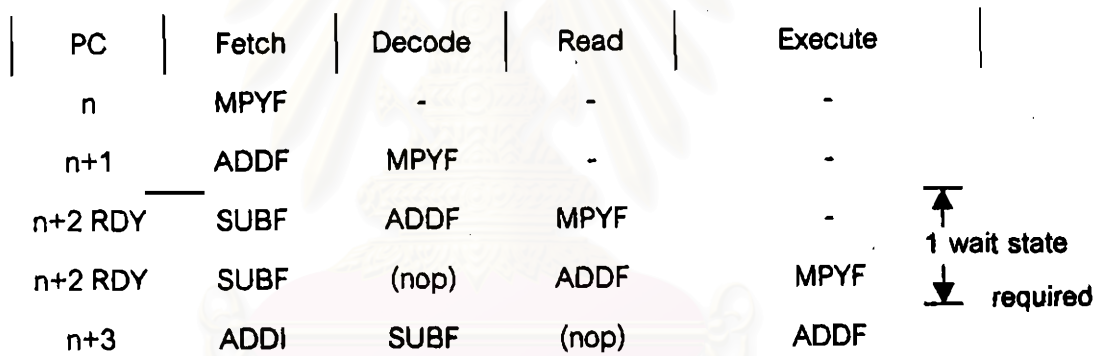 PC Fetch Decode Read Execute
n MPYF - - -
n+1 ADDF MPYF - -
n+2 RDY SUBF ADDF MPYF -
1 wait state
n+2 RDY SUBF (nop) ADDF MPYF required
n+3 ADDI SUBF (nop) ADDF